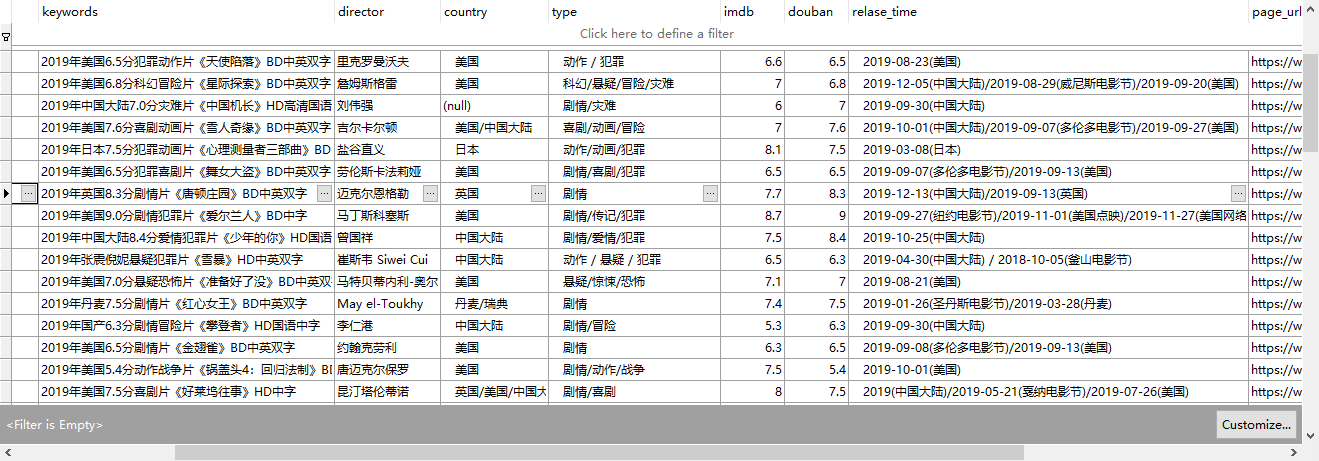 keywords director country type imdb douban relase_time page_url
Click here to define a filter
2019年美国6.5分犯罪动作片《天使陷落》BD中英双字 里克罗曼沃夫 美国 动作 / 犯罪 6.6 6.5 2019-08-23(美国) https://w
2019年美国6.8分科幻冒险片《星际探索》BD中英双字 詹姆斯格雷 美国 科幻/悬疑/冒险/灾难 7 6.8 2019-12-05(中国大陆)/2019-08-29(威尼斯电影节)/2019-09-20(美国) https://w
2019年中国大陆7.0分灾难片《中国机长》HD高清国语 刘伟强 (null) 剧情/灾难 6 7 2019-09-30(中国大陆) https://w
2019年美国7.6分喜剧动画片《雪人奇缘》BD中英双字 吉尔卡尔顿 美国/中国大陆 喜剧/动画/冒险 7 7.6 2019-10-01(中国大陆)/2019-09-07(多伦多电影节)/2019-09-27(美国) https://w
2019年日本7.5分犯罪动画片《心理测量者三部曲》BD 盐谷直义 日本 动作/动画/犯罪 8.1 7.5 2019-03-08(日本) https://w
2019年美国6.5分犯罪喜剧片《舞女大盗》BD中英双字 劳伦斯卡法莉娅 美国 剧情/喜剧/犯罪 6.5 6.5 2019-09-07(多伦多电影节)/2019-09-13(美国) https://w
2019年英国8.3分剧情片《唐顿庄园》BD中英双字 迈克尔恩格勒 英国 剧情 7.7 8.3 2019-12-13(中国大陆)/2019-09-13(英国) https://w
2019年美国9.0分剧情犯罪片《爱尔兰人》BD中字 马丁斯科塞斯 美国 剧情/传记/犯罪 8.7 9 2019-09-27(纽约电影节)/2019-11-01(美国点映)/2019-11-27(美国网络 https://w
2019年中国大陆8.4分爱情犯罪片《少年的你》HD国语 曾国祥 中国大陆 剧情/爱情/犯罪 7.5 8.4 2019-10-25(中国大陆) https://w
2019年张震倪妮悬疑犯罪片《雪暴》HD中英双字 崔斯韦 Siwei Cui 中国大陆 动作 / 悬疑 / 犯罪 6.5 6.3 2019-04-30(中国大陆) / 2018-10-05(釜山电影节) https://w
2019年美国7.0分悬疑恐怖片《准备好了没》BD中英双字 马特贝蒂内利-奥尔 美国 悬疑/惊悚/恐怖 7.1 7 2019-08-21(美国) https://w
2019年丹麦7.5分剧情片《红心女王》BD中英双字 May el-Toukhy 丹麦/瑞典 剧情 7.4 7.5 2019-01-26(圣丹斯电影节)/2019-03-28(丹麦) https://w
2019年国产6.3分剧情冒险片《攀登者》HD国语中字 李仁港 中国大陆 剧情/冒险 5.3 6.3 2019-09-30(中国大陆) https://w
2019年美国6.5分剧情片《金翅雀》BD中英双字 约翰克劳利 美国 剧情 6.3 6.5 2019-09-08(多伦多电影节)/2019-09-13(美国) https://w
2019年美国5.4分动作战争片《锅盖头4：回归法制》BD 唐迈克尔保罗 美国 剧情/动作/战争 7.5 5.4 2019-10-01(美国) https://w
2019年美国7.5分喜剧片《好莱坞往事》HD中字 昆汀塔伦蒂诺 英国/美国/中国大 剧情/喜剧 8 7.5 2019(中国大陆)/2019-05-21(戛纳电影节)/2019-07-26(美国) https://w
<Filter is Empty> Customize...